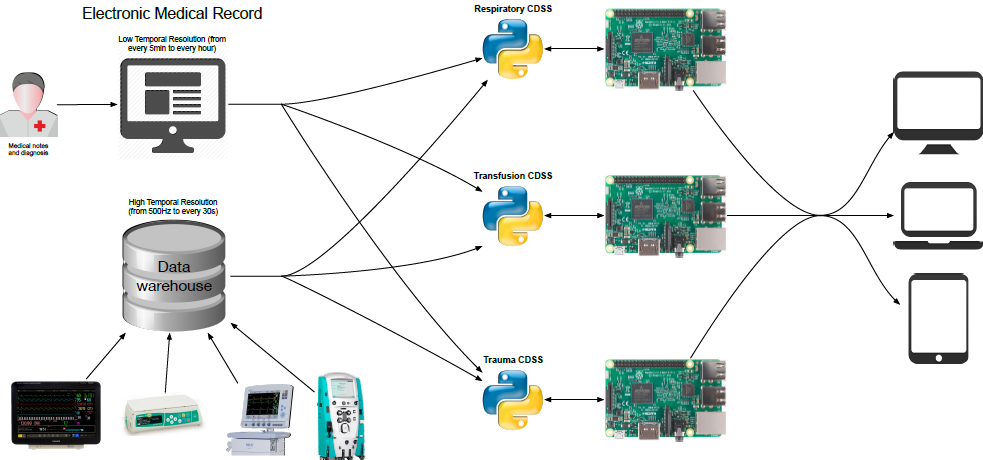 Electronic Medical Record
Low Temporal Resolution (from
every 5min to every hour)
Medical notes
and diagnosis
High Temporal Resolution
(from 500Hz to every 30s)
Data
warehouse
Respiratory CDSS
Transfusion CDSS
Trauma CDSS